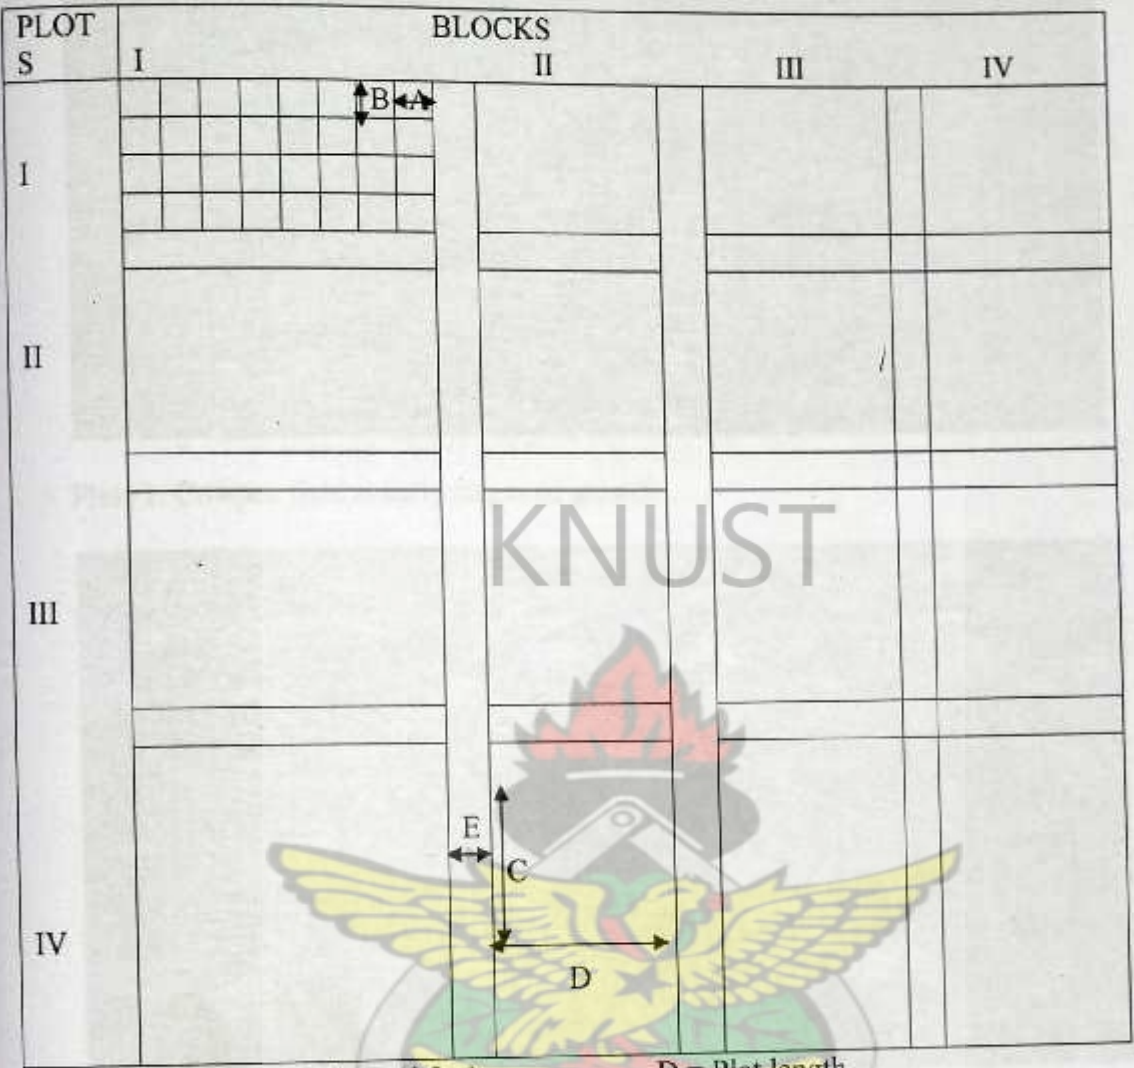 PLOT BLOCKS
S I II III IV
B A
I
II
KNUST
III
E
C
IV
D
D = Plot length